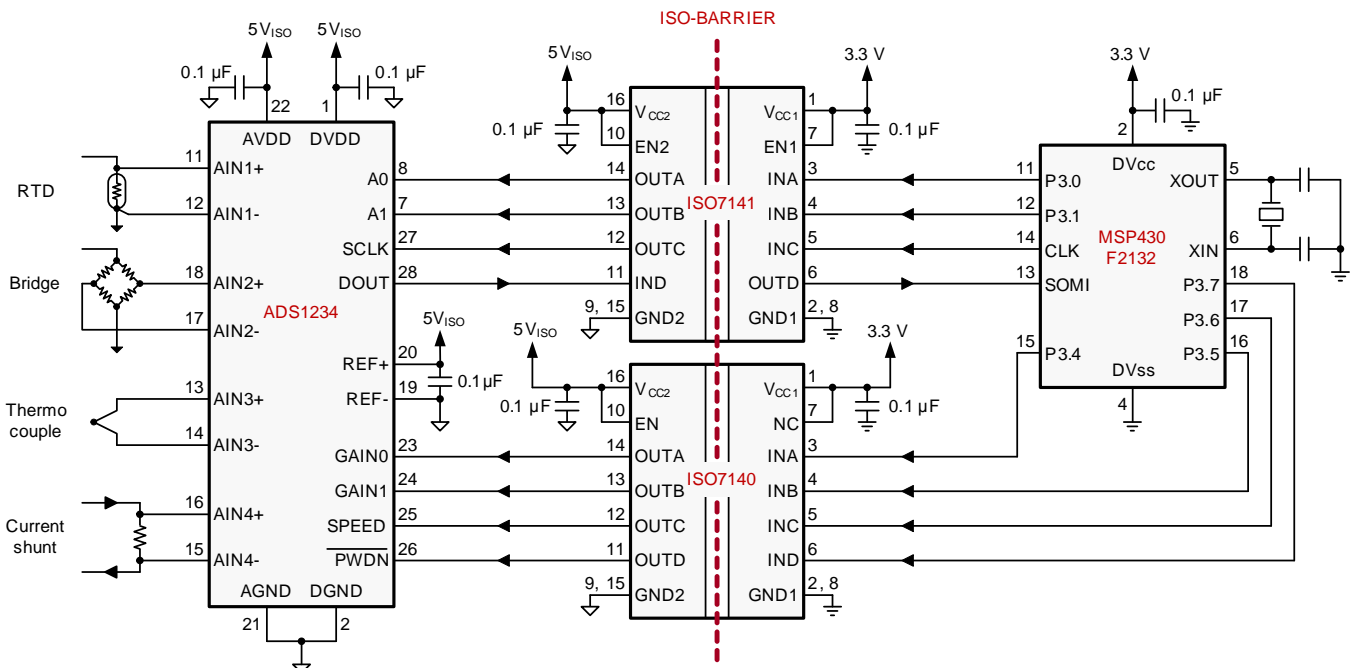 ISO-BARRIER
5VISO
5VISO
0.1 µF
0.1 µF
22
1
AVDD
DVDD
ADS1234
RTD
11
AIN1+
12
AIN1-
Bridge
18
AIN2+
17
AIN2-
Thermo
couple
13
AIN3+
14
AIN3-
Current
shunt
16
AIN4+
15
AIN4-
AGND
DGND
21
2
A0
8
A1
7
SCLK
27
DOUT
28
REF+
20
REF-
19
5VISO
0.1µF
GAIN0
23
GAIN1
24
SPEED
25
PWDN
26
5VISO
0.1 µF
16
VCC2
10
EN2
14
OUTA
13
OUTB
12
OUTC
11
IND
9, 15
GND2
ISO7141
3.3 V
0.1 µF
VCC1
1
EN1
7
INA
3
INB
4
INC
5
OUTD
6
GND1
2, 8
5VISO
0.1 µF
16
VCC2
10
EN
14
OUTA
13
OUTB
12
OUTC
11
OUTD
9, 15
GND2
ISO7140
3.3 V
0.1 µF
VCC1
1
NC
7
INA
3
INB
4
INC
5
IND
6
GND1
2, 8
3.3 V
0.1 µF
2
DVcc
MSP430
F2132
11
P3.0
12
P3.1
14
CLK
13
SOMI
15
P3.4
XOUT
5
XIN
6
P3.7
18
P3.6
17
P3.5
16
DVss
4